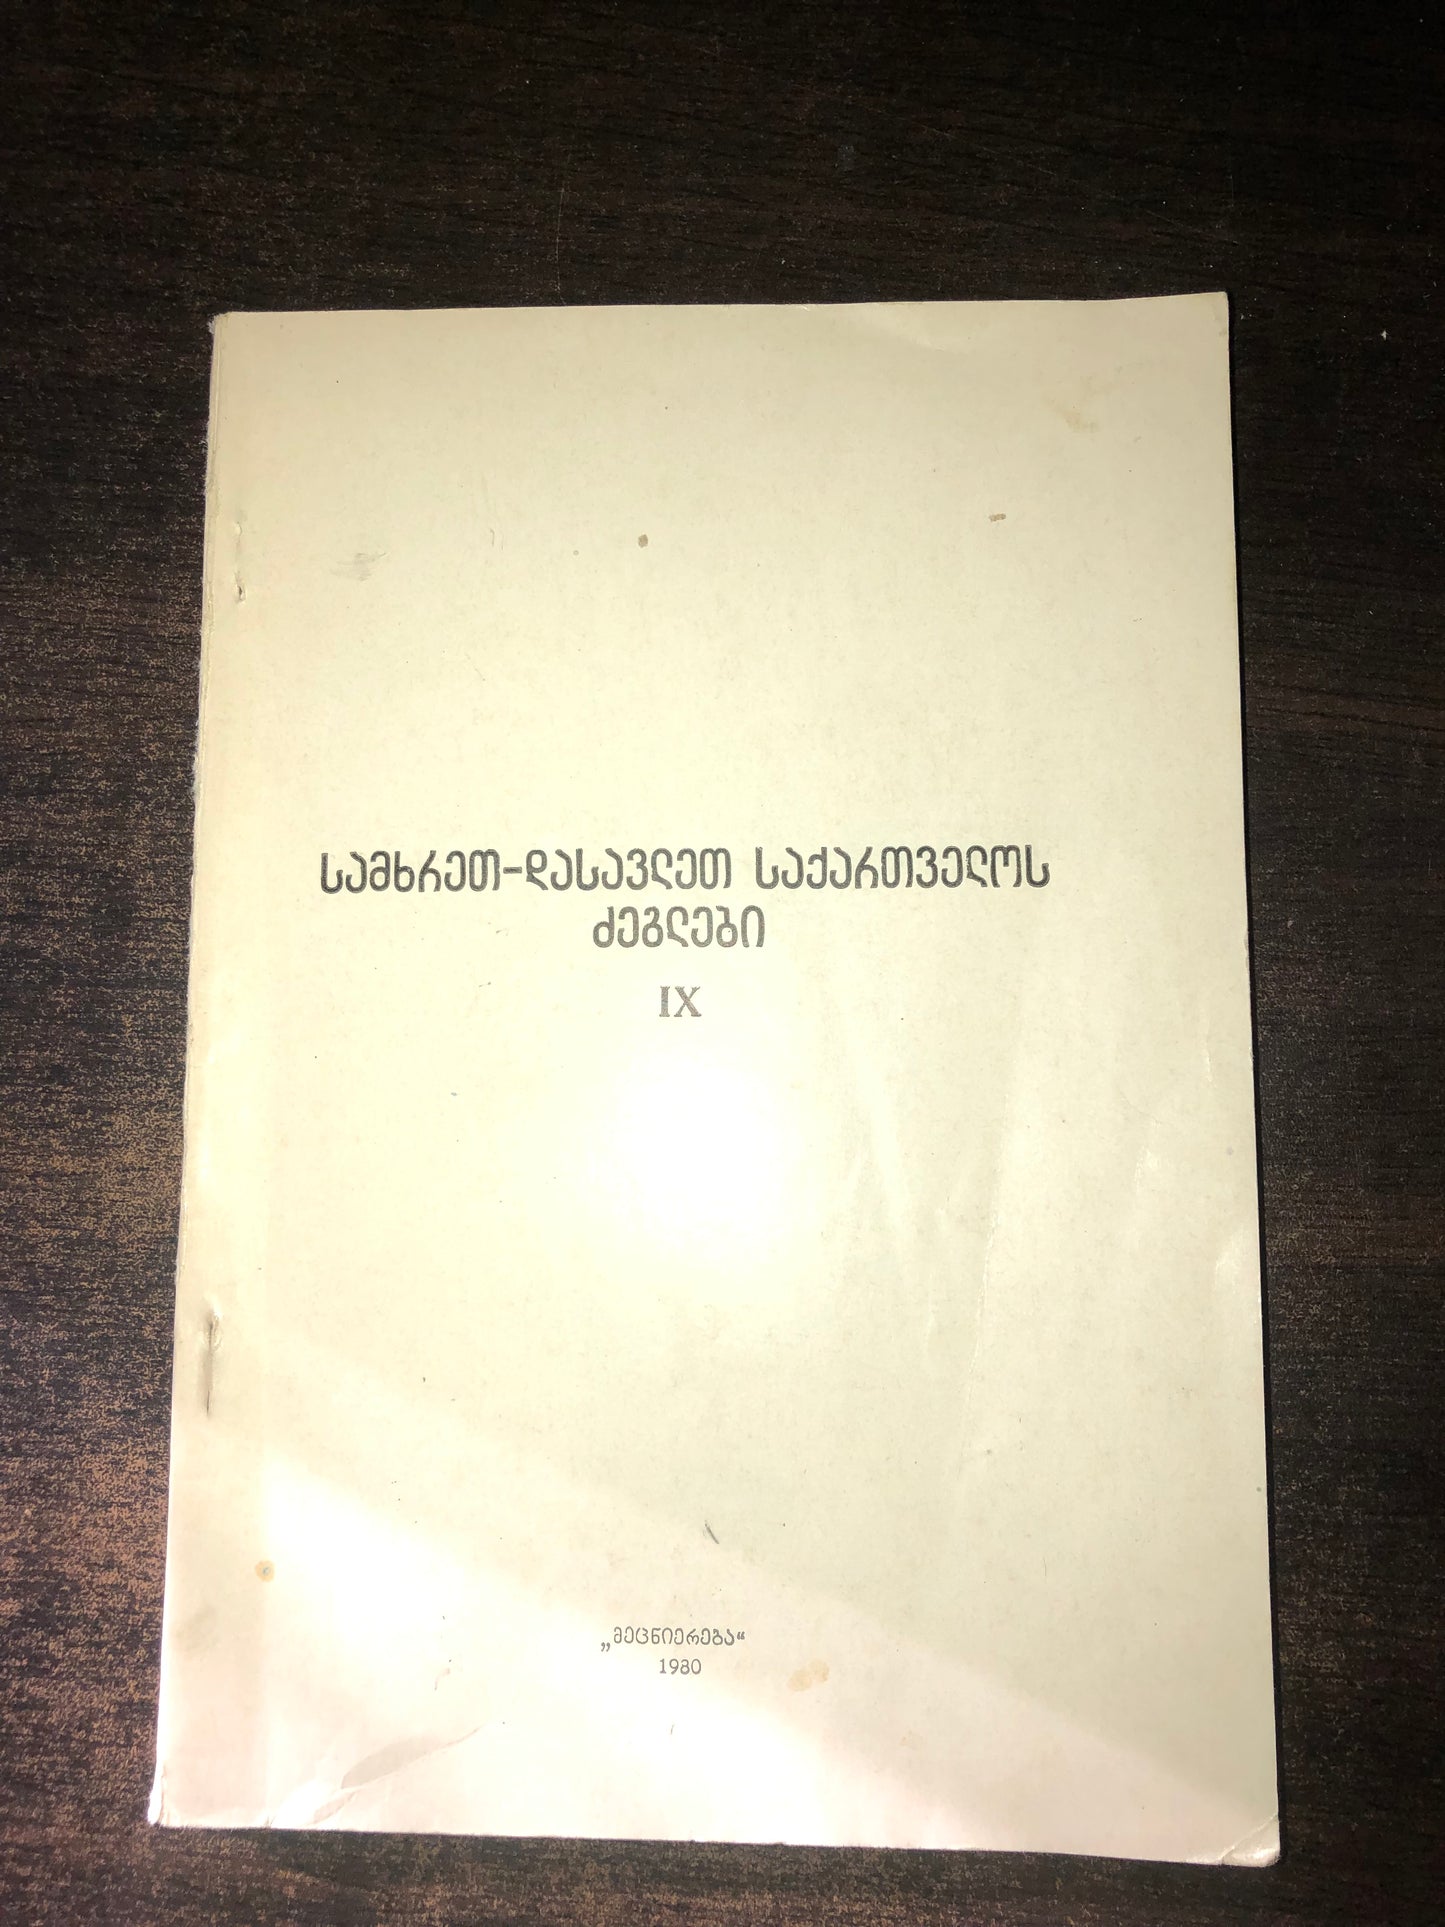 სამხრეთ-დასავლეთ საქართველოს
ძეგლები
IX
„მეცნიერება“
1980